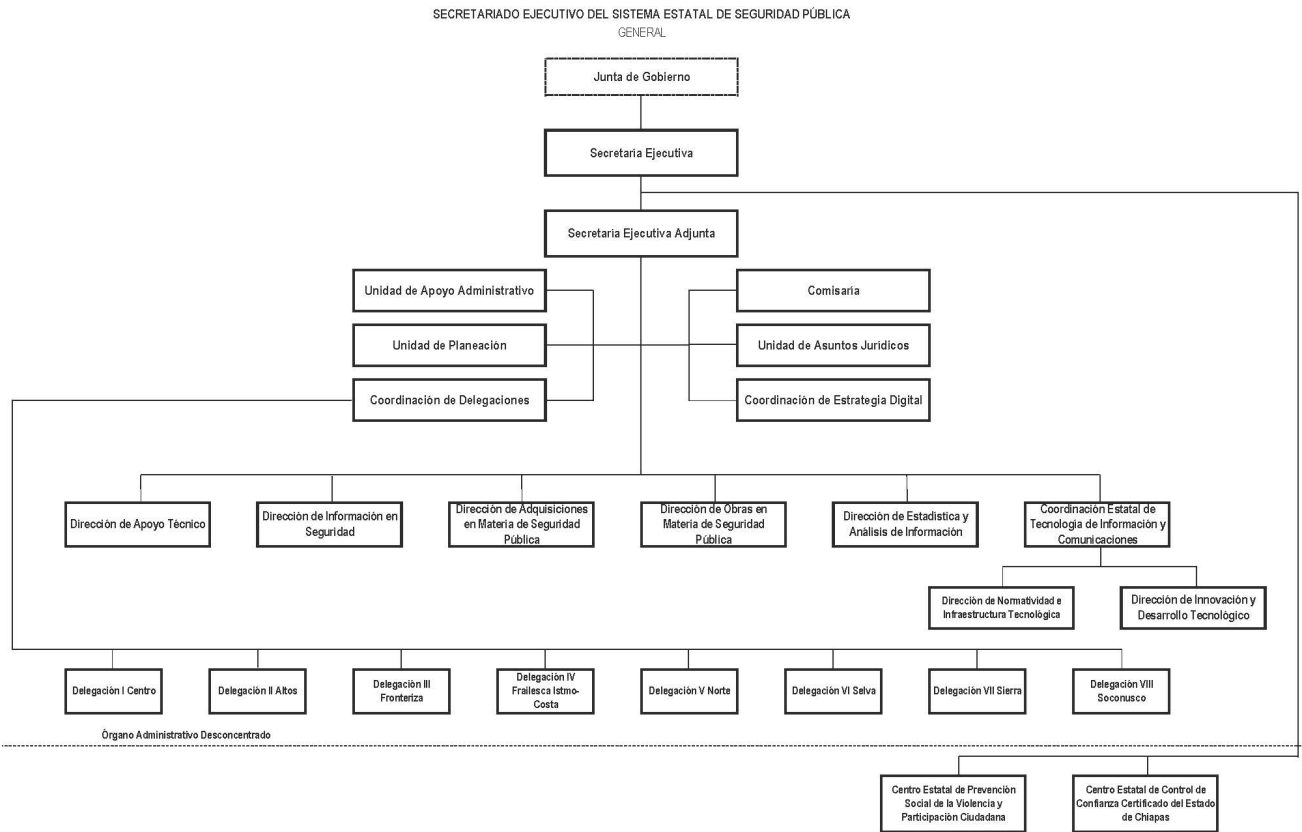 SECRETARIADO EJECUTIVO DEL SISTEMA ESTATAL DE SEGURIDAD PÚBLICA
GENERAL
Junta de Gobierno
Secretaría Ejecutiva
Secretaría Ejecutiva Adjunta
Unidad de Apoyo Administrativo
Comisaría
Unidad de Planeación
Unidad de Asuntos Jurídicos
Coordinación de Delegaciones
Coordinación de Estrategia Digital
Dirección de Apoyo Técnico
Dirección de Información en
Seguridad
Dirección de Adquisiciones
en Materia de Seguridad
Pública
Dirección de Obras en
Materia de Seguridad
Pública
Dirección de Estadística y
Análisis de Información
Coordinación Estatal de
Tecnología de Información y
Comunicaciones
Dirección de Normatividad e
Infraestructura Tecnológica
Dirección de Innovación y
Desarrollo Tecnológico
Delegación I Centro
Delegación II Altos
Delegación III
Fronteriza
Delegación IV
Frailesca Istmo-
Costa
Delegación V Norte
Delegación VI Selva
Delegación VII Sierra
Delegación VIII
Soconusco
Órgano Administrativo Desconcentrado
Centro Estatal de Prevención
Social de la Violencia y
Participación Ciudadana
Centro Estatal de Control de
Confianza Certificado del Estado
de Chiapas